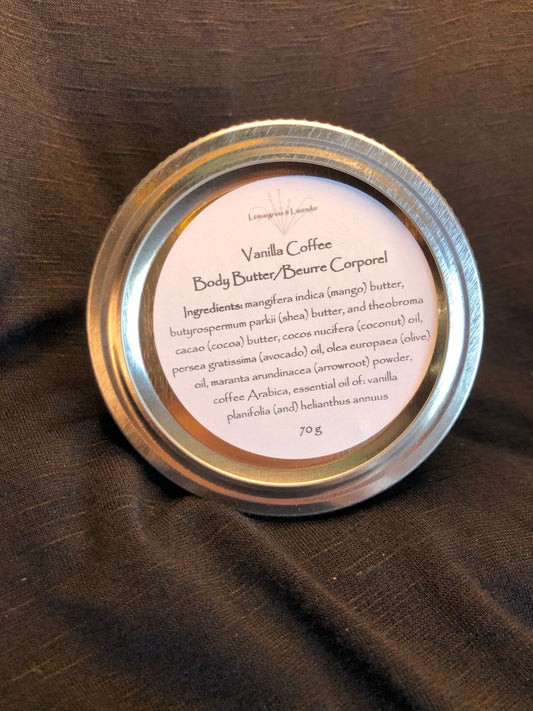 Lemongrass & Lavender
Vanilla Coffee
Body Butter/Beurre Corporel
Ingredients: mangifera indica (mango) butter,
butyrospermum parkii (shea) butter, and theobroma
cacao (cocoa) butter, cocos nucifera (coconut) oil,
persea gratissima (avocado) oil, olea europaea (olive)
oil, maranta arundinacea (arrowroot) powder,
coffee Arabica, essential oil of: vanilla
planifolia (and) helianthus annuus
70 g